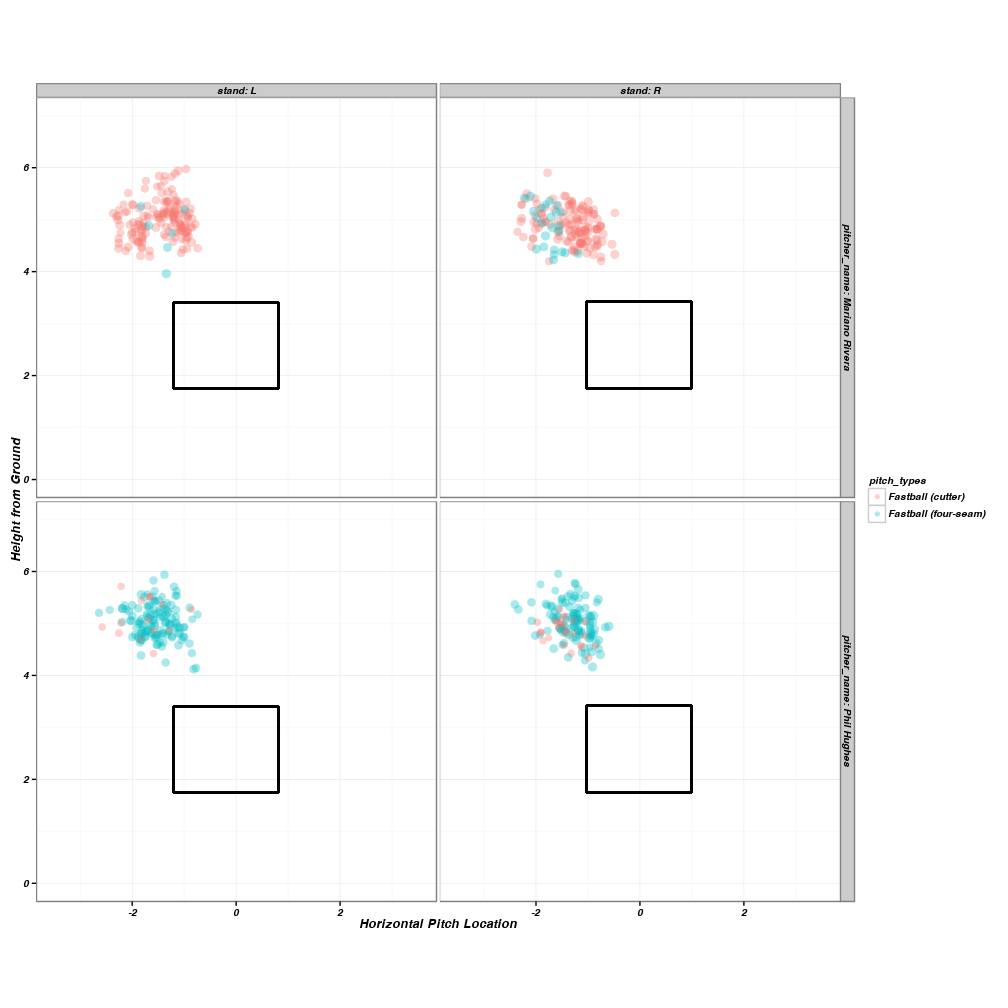 stand: L
stand: R
6
4
2
0
pitcher_name: Mariano Rivera
Height from Ground
6
4
2
0
pitcher_name: Phil Hughes
pitch_types
Fastball (cutter)
Fastball (four-seam)
-2 0 2
-2 0 2
Horizontal Pitch Location